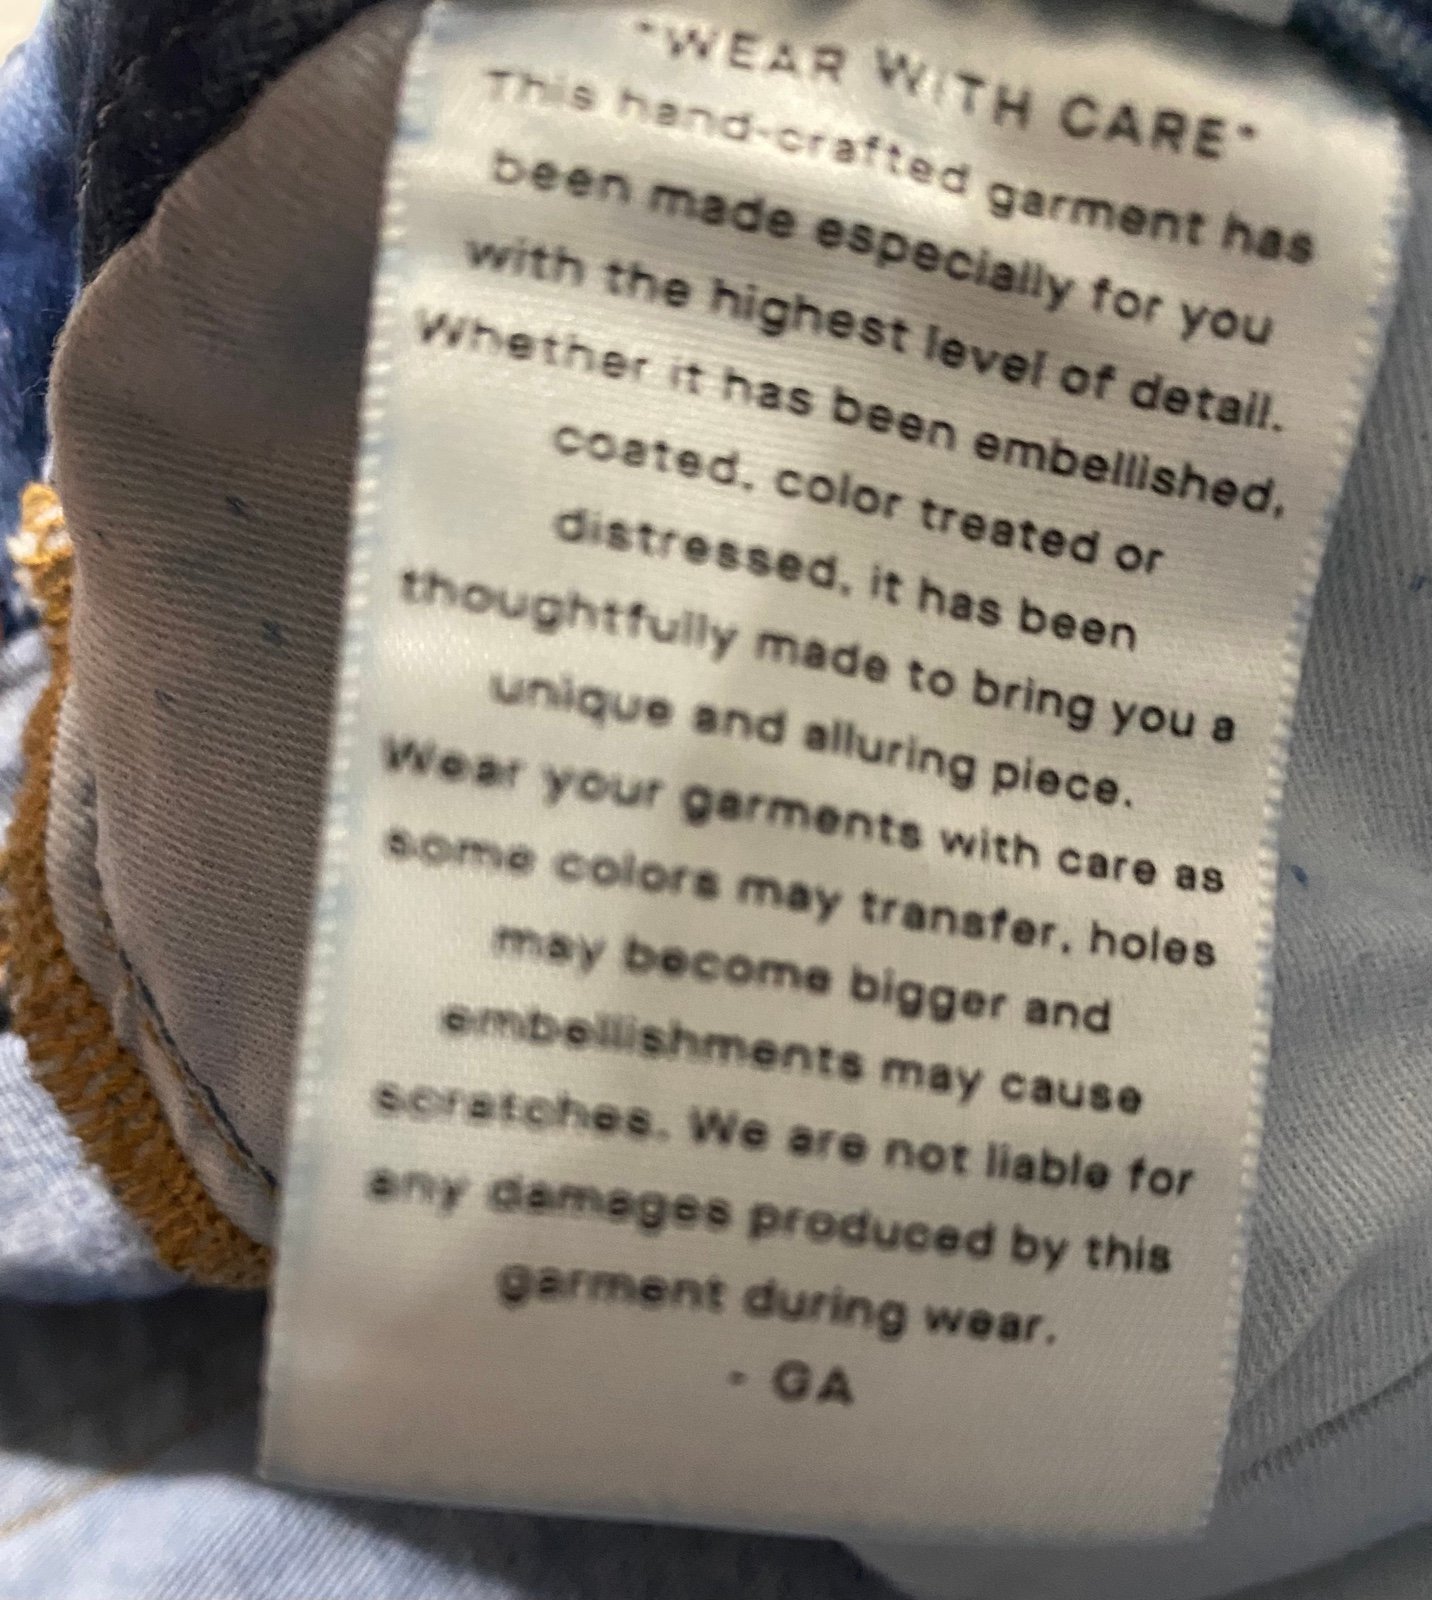 "WEAR WITH CARE"
This hand-crafted garment has
been made especially for you
with the highest level of detail.
Whether it has been embellished,
coated, color treated or
distressed, it has been
thoughtfully made to bring you a
unique and alluring piece.
Wear your garments with care as
some colors may transfer, holes
may become bigger and
embellishments may cause
scratches. We are not liable for
any damages produced by this
garment during wear.
- GA